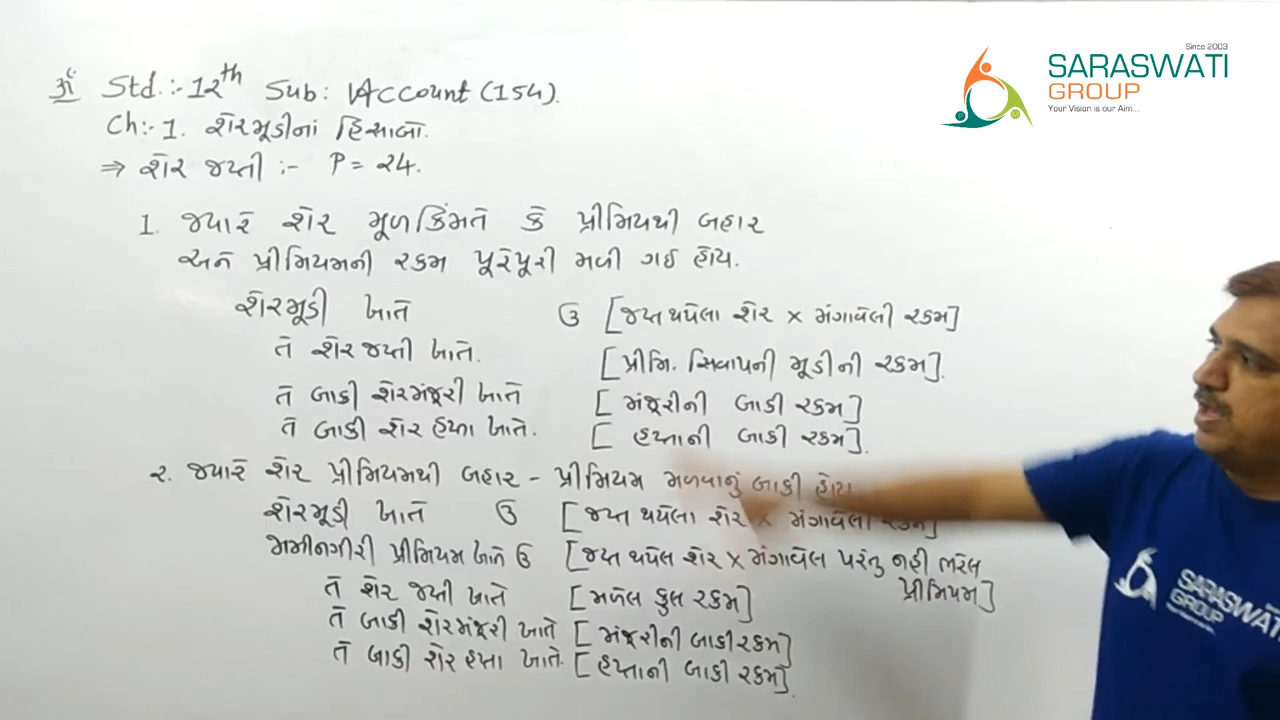 ૐ Std:- 12th Sub: Account (154).
Ch:- 1. શેરમૂડીનાં હિસાબો.
⇒ શેર જપ્તી :- P = 24.
1. જ્યારે શેર મૂળકિંમતે કે પ્રીમિયમથી બહાર
અને પ્રીમિયમની રકમ પૂરેપૂરી મળી ગઈ હોય.
શેરમૂડી ખાતે ઉ [જપ્ત થયેલા શેર × મંગાવેલી રકમ]
તે શેર જપ્તી ખાતે. [પ્રીમિ. સિવાયની મૂડીની રકમ].
તે બાકી શેરમંજૂરી ખાતે [મંજૂરીની બાકી રકમ]
તે બાકી શેર હપ્તા ખાતે. [હપ્તાની બાકી રકમ].
2. જ્યારે શેર પ્રીમિયમથી બહાર - પ્રીમિયમ મળવાનું બાકી હોય
શેરમૂડી ખાતે ઉ [જપ્ત થયેલા શેર × મંગાવેલી રકમ]
જામીનગીરી પ્રીમિયમ ખાતે ઉ [જપ્ત થયેલ શેર × મંગાવેલ પરંતુ નહી ભરેલ
પ્રીમિયમ]
તે શેર જપ્તી ખાતે [મળેલ કુલ રકમ]
તે બાકી શેરમંજૂરી ખાતે [મંજૂરીની બાકી રકમ]
તે બાકી શેર હપ્તા ખાતે. [હપ્તાની બાકી રકમ].
Since 2003
SARASWATI
GROUP
Your Vision is our Aim...
SARASWATI
GROUP